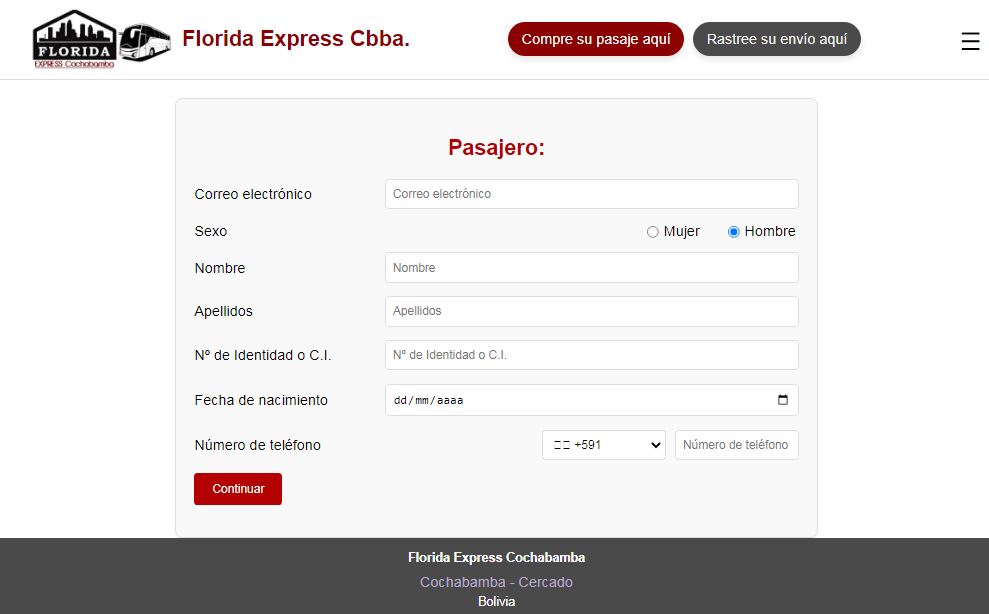 FLORIDA
EXPRESS Cochabamba
Florida Express Cbba.
Compre su pasaje aquí
Rastree su envío aquí
Pasajero:
Correo electrónico
Correo electrónico
Sexo
Mujer
Hombre
Nombre
Nombre
Apellidos
Apellidos
Nº de Identidad o C.I.
Nº de Identidad o C.I.
Fecha de nacimiento
dd/mm/aaaa
Número de teléfono
+591
Número de teléfono
Continuar
Florida Express Cochabamba
Cochabamba - Cercado
Bolivia